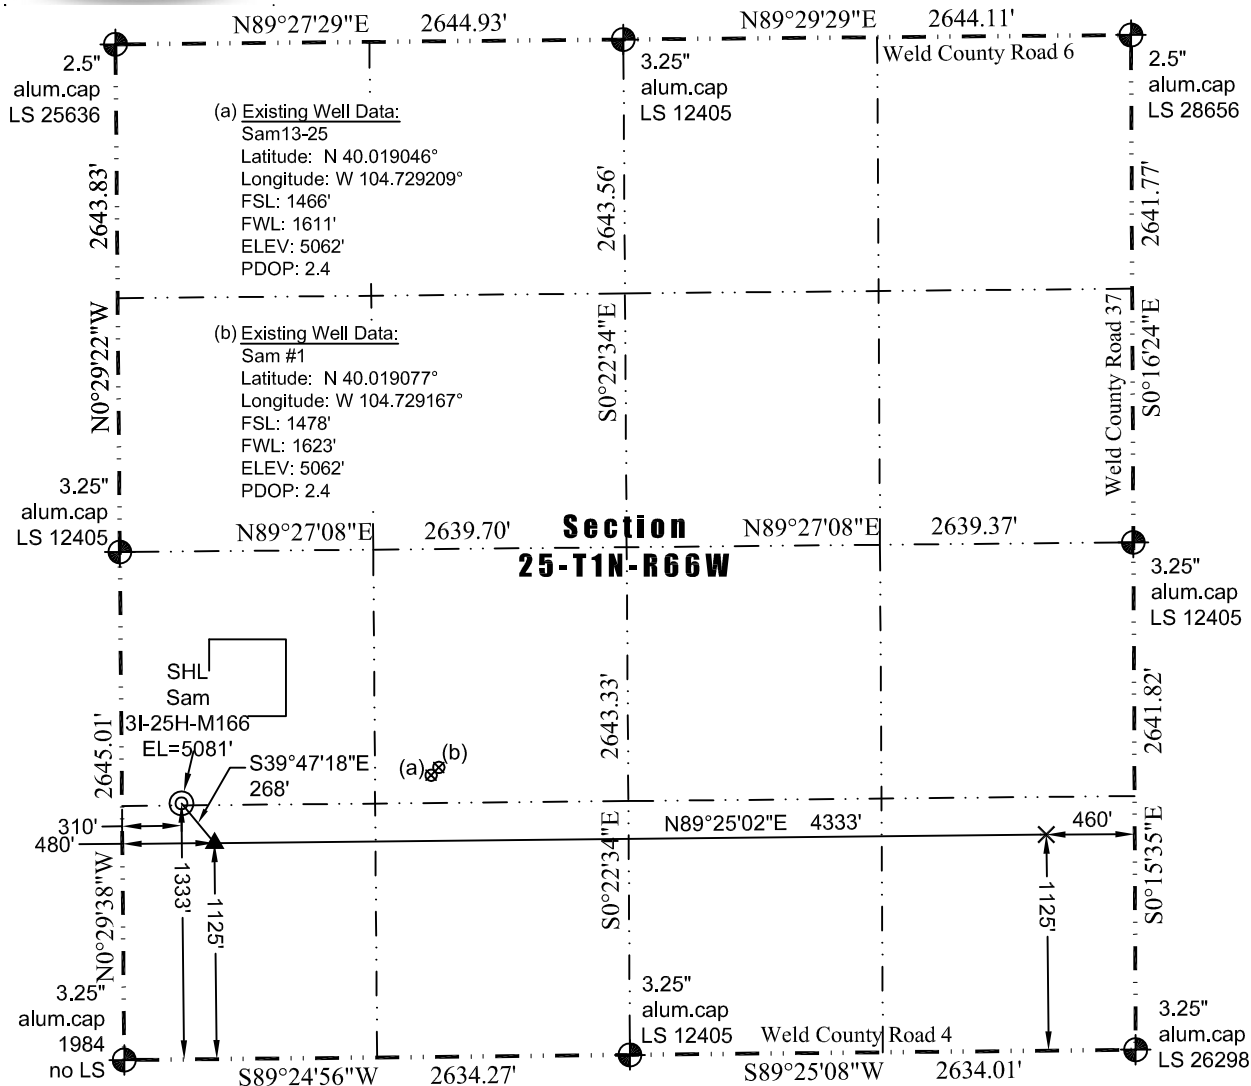 N89°27'29"E 2644.93' N89°29'29"E 2644.11'
Weld County Road 6
2.5"
alum.cap
LS 25636
3.25"
alum.cap
LS 12405
2.5"
alum.cap
LS 28656
(a) Existing Well Data:
Sam13-25
Latitude: N 40.019046°
Longitude: W 104.729209°
FSL: 1466'
FWL: 1611'
ELEV: 5062'
PDOP: 2.4
2643.83'
2643.56'
2641.77'
(b) Existing Well Data:
Sam #1
Latitude: N 40.019077°
Longitude: W 104.729167°
FSL: 1478'
FWL: 1623'
ELEV: 5062'
PDOP: 2.4
N0°29'22"W
S0°22'34"E
Weld County Road 37
S0°16'24"E
3.25"
alum.cap
LS 12405
N89°27'08"E 2639.70' Section N89°27'08"E 2639.37'
25-T1N-R66W
3.25"
alum.cap
LS 12405
SHL
Sam
3I-25H-M166
EL=5081'
2645.01'
2643.33'
2641.82'
S39°47'18"E
268'
(a) (b)
310'
480'
N89°25'02"E 4333'
460'
N0°29'38"W
1333'
1125'
S0°22'34"E
1125'
S0°15'35"E
3.25"
alum.cap
1984
no LS
3.25"
alum.cap
LS 12405
Weld County Road 4
3.25"
alum.cap
LS 26298
S89°24'56"W 2634.27' S89°25'08"W 2634.01'